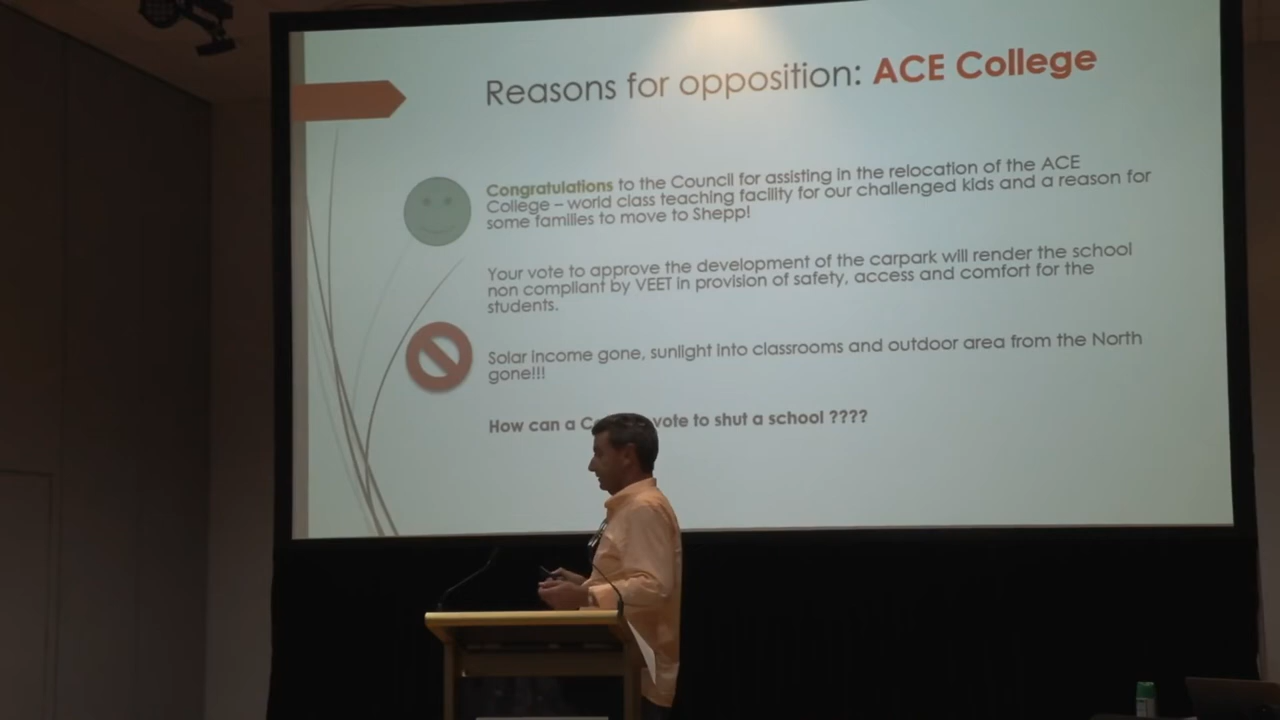 Reasons for opposition: ACE College
Congratulations to the Council for assisting in the relocation of the ACE
College – world class teaching facility for our challenged kids and a reason for
some families to move to Shepp!
Your vote to approve the development of the carpark will render the school
non compliant by VEET in provision of safety, access and comfort for the
students.
Solar income gone, sunlight into classrooms and outdoor area from the North
gone!!!
How can a vote to shut a school ????